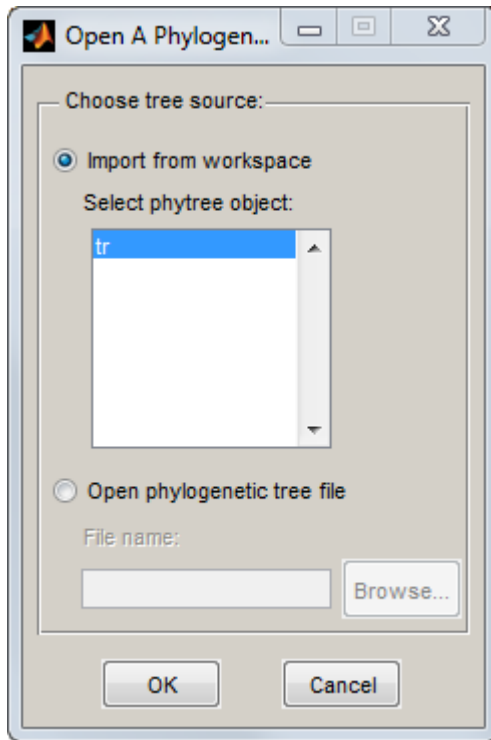 Open A Phylogen...
Choose tree source:
Import from workspace
Select phytree object:
tr
Open phylogenetic tree file
File name:
Browse...
OK
Cancel